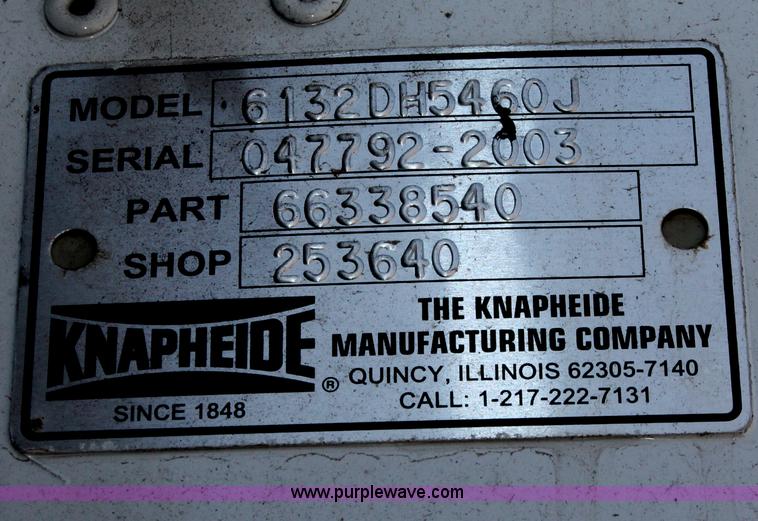 MODEL 6132DH5460J
SERIAL 047792-2003
PART 66338540
SHOP 253640
KNAPHEIDE ®
SINCE 1848
THE KNAPHEIDE
MANUFACTURING COMPANY
QUINCY, ILLINOIS 62305-7140
CALL: 1-217-222-7131
www.purplewave.com